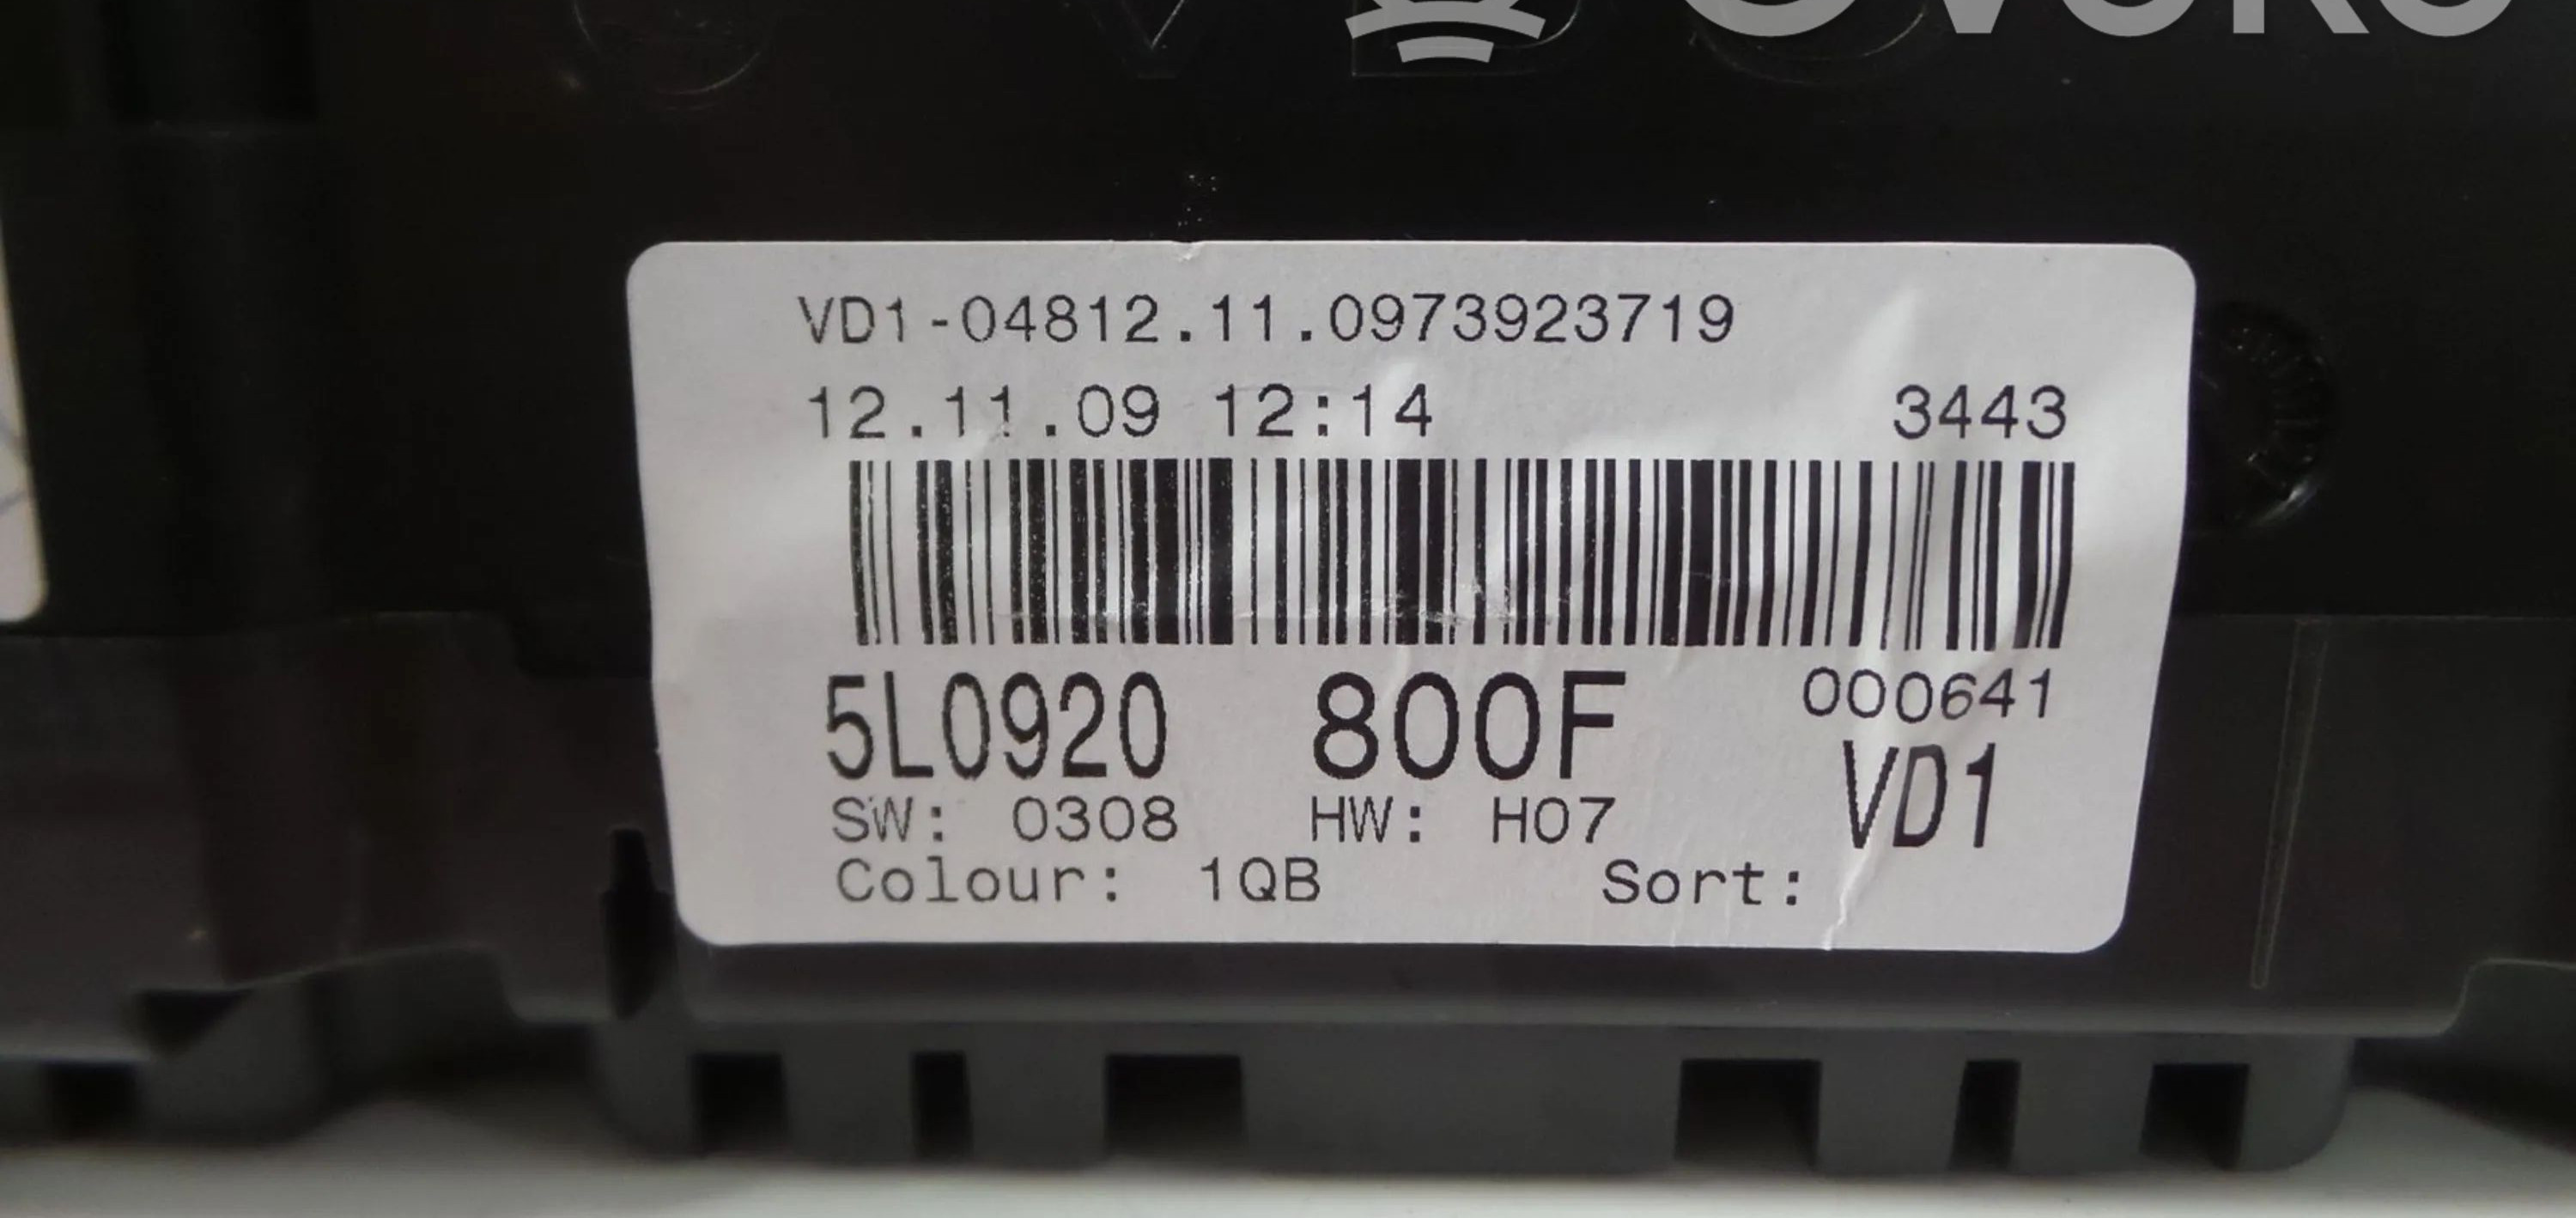 VD1-04812.11.0973923719
12.11.09 12:14 3443
5L0920 800F 000641
VD1
SW: 0308 HW: H07
Colour: 1QB Sort: